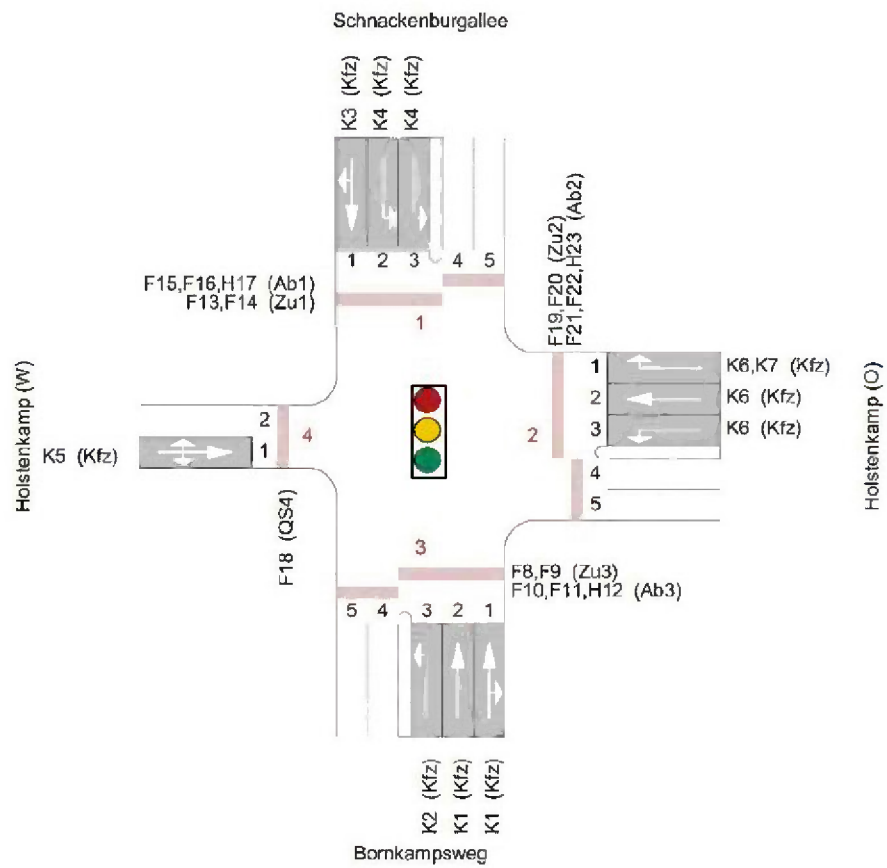 Schnackenburgallee
K3 (Kfz)
K4 (Kfz)
K4 (Kfz)
1 2 3 4 5
F15,F16,H17 (Ab1)
F13,F14 (Zu1)
1
F19,F20 (Zu2)
F21,F22,H23 (Ab2)
Holstenkamp (W)
K5 (Kfz)
2
1
4
F18 (QS4)
2
1
2
3
4
5
K6,K7 (Kfz)
K6 (Kfz)
K6 (Kfz)
Holstenkamp (O)
3
F8,F9 (Zu3)
F10,F11,H12 (Ab3)
5 4 3 2 1
K2 (Kfz)
K1 (Kfz)
K1 (Kfz)
Bornkampsweg